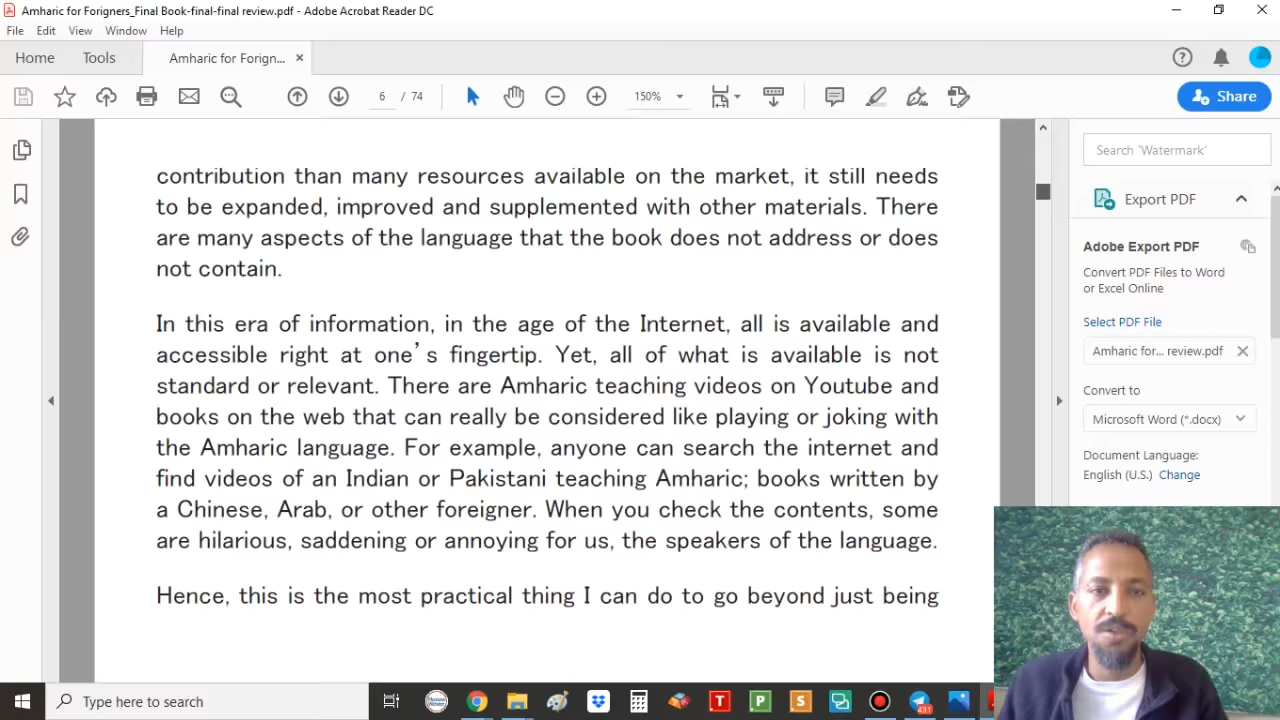 Amharic for Forigners_Final Book-final-final review.pdf - Adobe Acrobat Reader DC
File Edit View Window Help
Home Tools Amharic for Forign... ×
6 / 74 150% Share
contribution than many resources available on the market, it still needs
to be expanded, improved and supplemented with other materials. There
are many aspects of the language that the book does not address or does
not contain.
In this era of information, in the age of the Internet, all is available and
accessible right at one's fingertip. Yet, all of what is available is not
standard or relevant. There are Amharic teaching videos on Youtube and
books on the web that can really be considered like playing or joking with
the Amharic language. For example, anyone can search the internet and
find videos of an Indian or Pakistani teaching Amharic; books written by
a Chinese, Arab, or other foreigner. When you check the contents, some
are hilarious, saddening or annoying for us, the speakers of the language.
Hence, this is the most practical thing I can do to go beyond just being
Search 'Watermark'
Export PDF
Adobe Export PDF
Convert PDF Files to Word
or Excel Online
Select PDF File
Amharic for... review.pdf
Convert to
Microsoft Word (*.docx)
Document Language:
English (U.S.) Change
Type here to search
T P S 431